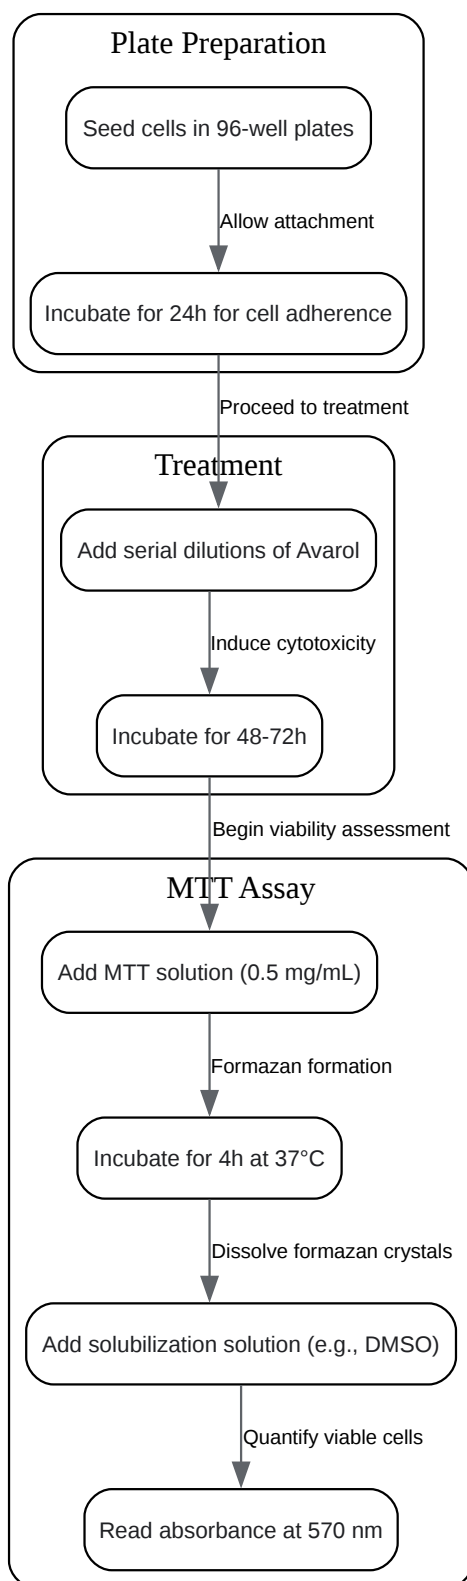 Plate Preparation
Seed cells in 96-well plates
Allow attachment
Incubate for 24h for cell adherence
Proceed to treatment
Treatment
Add serial dilutions of Avarol
Induce cytotoxicity
Incubate for 48-72h
Begin viability assessment
MTT Assay
Add MTT solution (0.5 mg/mL)
Formazan formation
Incubate for 4h at 37°C
Dissolve formazan crystals
Add solubilization solution (e.g., DMSO)
Quantify viable cells
Read absorbance at 570 nm